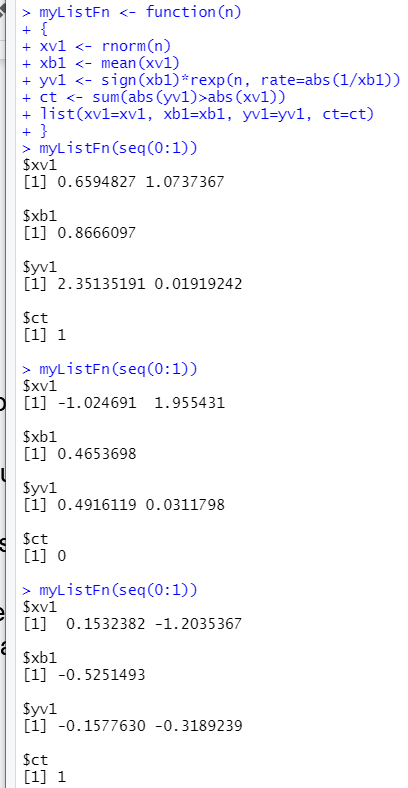 > myListFn <- function(n)
+ {
+ xv1 <- rnorm(n)
+ xb1 <- mean(xv1)
+ yv1 <- sign(xb1)*rexp(n, rate=abs(1/xb1))
+ ct <- sum(abs(yv1)>abs(xv1))
+ list(xv1=xv1, xb1=xb1, yv1=yv1, ct=ct)
+ }
> myListFn(seq(0:1))
$xv1
[1] 0.6594827 1.0737367

$xb1
[1] 0.8666097

$yv1
[1] 2.35135191 0.01919242

$ct
[1] 1

> myListFn(seq(0:1))
$xv1
[1] -1.024691  1.955431

$xb1
[1] 0.4653698

$yv1
[1] 0.4916119 0.0311798

$ct
[1] 0

> myListFn(seq(0:1))
$xv1
[1]  0.1532382 -1.2035367

$xb1
[1] -0.5251493

$yv1
[1] -0.1577630 -0.3189239

$ct
[1] 1